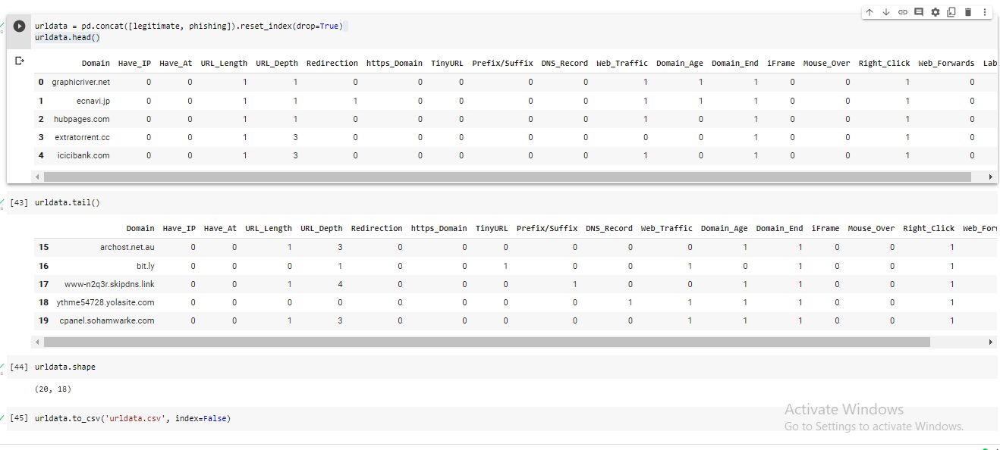 urldata = pd.concat([legitimate, phishing]).reset_index(drop=True)
urldata.head()
Domain Have_IP Have_At URL_Length URL_Depth Redirection https_Domain TinyURL Prefix/Suffix DNS_Record Web_Traffic Domain_Age Domain_End iFrame Mouse_Over Right_Click Web_Forwards Lab
0 graphicriver.net 0 0 1 1 0 0 0 0 0 1 1 1 0 0 1 0
1 ecnavi.jp 0 0 1 1 1 0 0 0 0 1 1 1 0 0 1 0
2 hubpages.com 0 0 1 1 0 0 0 0 0 1 0 1 0 0 1 0
3 extratorrent.cc 0 0 1 3 0 0 0 0 0 0 0 1 0 0 1 0
4 icicibank.com 0 0 1 3 0 0 0 0 0 1 0 1 0 0 1 0
[43] urldata.tail()
Domain Have_IP Have_At URL_Length URL_Depth Redirection https_Domain TinyURL Prefix/Suffix DNS_Record Web_Traffic Domain_Age Domain_End iFrame Mouse_Over Right_Click Web_For
15 archost.net.au 0 0 1 3 0 0 0 0 0 0 1 1 0 0 1
16 bit.ly 0 0 0 1 0 0 1 0 0 1 0 1 0 0 1
17 www-n2q3r.skipdns.link 0 0 1 4 0 0 0 1 0 0 1 1 0 0 1
18 ythme54728.yolasite.com 0 0 0 0 0 0 0 0 1 1 1 1 0 0 1
19 cpanel.sohamwarke.com 0 0 1 3 0 0 0 0 0 1 1 1 0 0 1
[44] urldata.shape
(20, 18)
[45] urldata.to_csv('urldata.csv', index=False)
Activate Windows
Go to Settings to activate Windows.